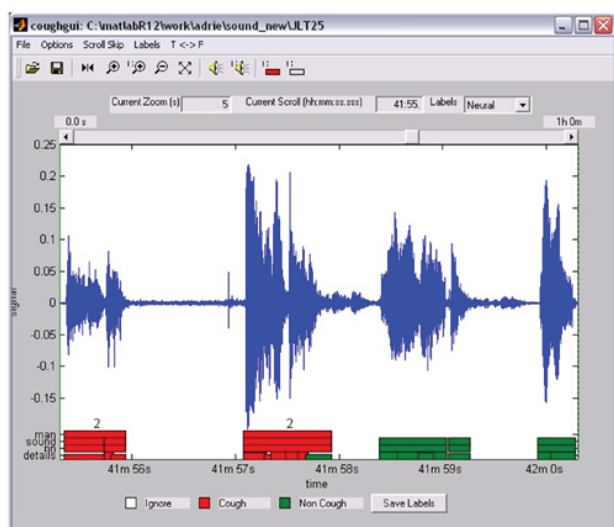 coughgui: C:\matlabR12\work\adrie\sound_new\JLT25
File Options Scroll Skip Labels T <-> F
Current Zoom (s) 5 Current Scroll (hh:mm:ss.sss) 41:55. Labels Neural
0.0 s 1h 0m
0.25
0.2
0.15
0.1
0.05
0
-0.05
-0.1
-0.15
signal
2 2
man
sound
nn
details
41m 56s 41m 57s 41m 58s 41m 59s 42m 0s
time
Ignore Cough Non Cough Save Labels